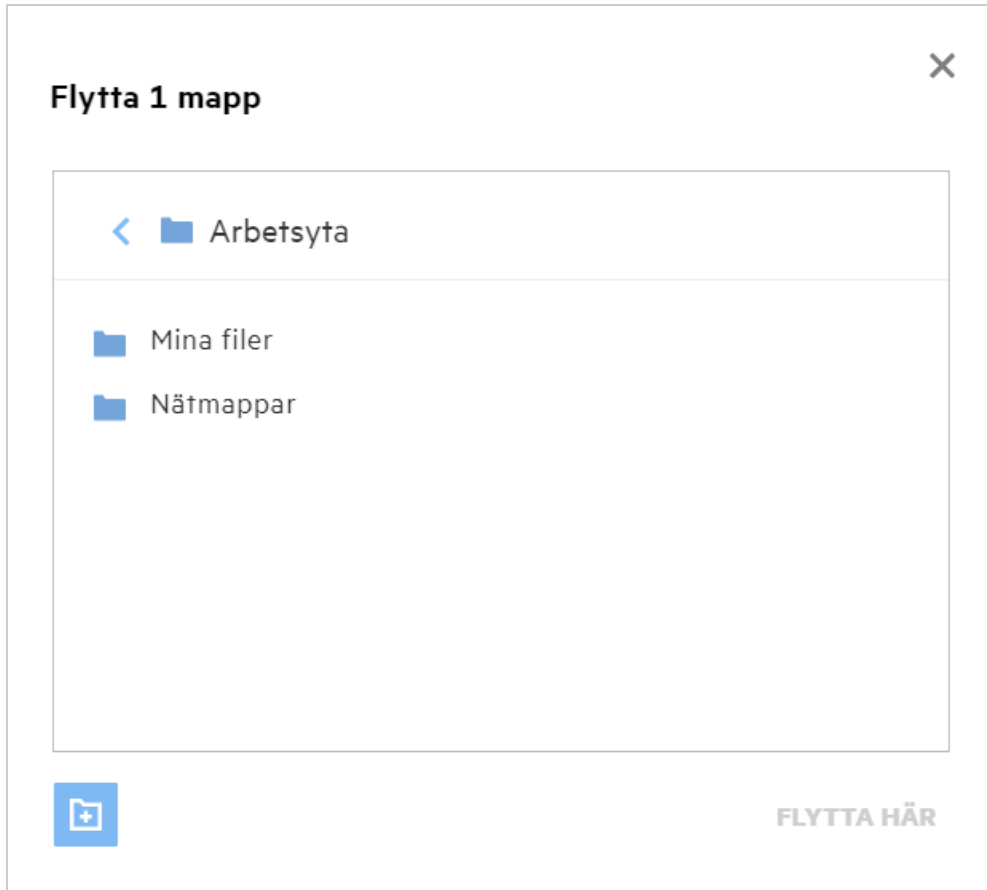 Flytta 1 mapp
Arbetsyta
Mina filer
Nätmappar
FLYTTA HÄR